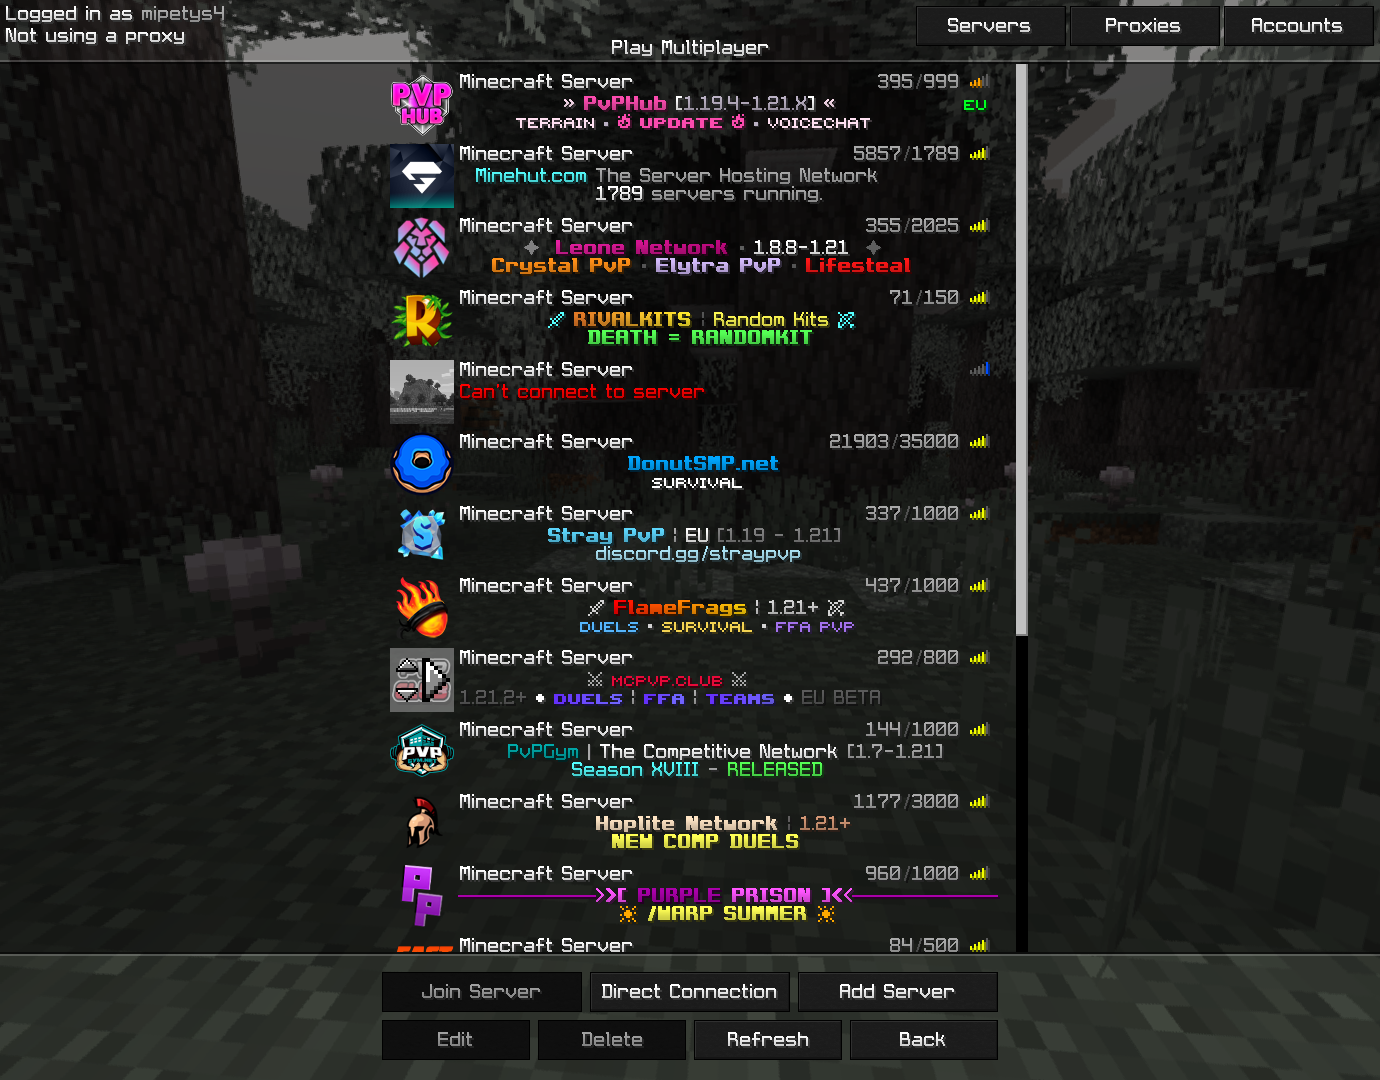 Logged in as mipetys4
Not using a proxy
Servers
Proxies
Accounts
Play Multiplayer
PVP
HUB
Minecraft Server 395/999
» PvPHub [1.19.4-1.21.X] «
EU
TERRAIN · UPDATE · VOICECHAT
Minecraft Server 5857/1789
Minehut.com The Server Hosting Network
1789 servers running.
Minecraft Server 355/2025
Leone Network · 1.8.8-1.21
Crystal PvP · Elytra PvP · Lifesteal
R
Minecraft Server 71/150
RIVALKITS ¦ Random Kits
DEATH = RANDOMKIT
Minecraft Server
Can't connect to server
Minecraft Server 21903/35000
DonutSMP.net
SURVIVAL
S
Minecraft Server 337/1000
Stray PvP ¦ EU [1.19 - 1.21]
discord.gg/straypvp
Minecraft Server 437/1000
FlameFrags ¦ 1.21+
DUELS • SURVIVAL • FFA PVP
Minecraft Server 292/800
MCPVP.CLUB
1.21.2+ • DUELS ¦ FFA ¦ TEAMS • EU BETA
PVP
Minecraft Server 144/1000
PvPGym | The Competitive Network [1.7-1.21]
Season XVIII - RELEASED
Minecraft Server 1177/3000
Hoplite Network ¦ 1.21+
NEW COMP DUELS
PP
Minecraft Server 960/1000
>>[ PURPLE PRISON ]<<
/WARP SUMMER
Minecraft Server 84/500
Join Server
Direct Connection
Add Server
Edit
Delete
Refresh
Back